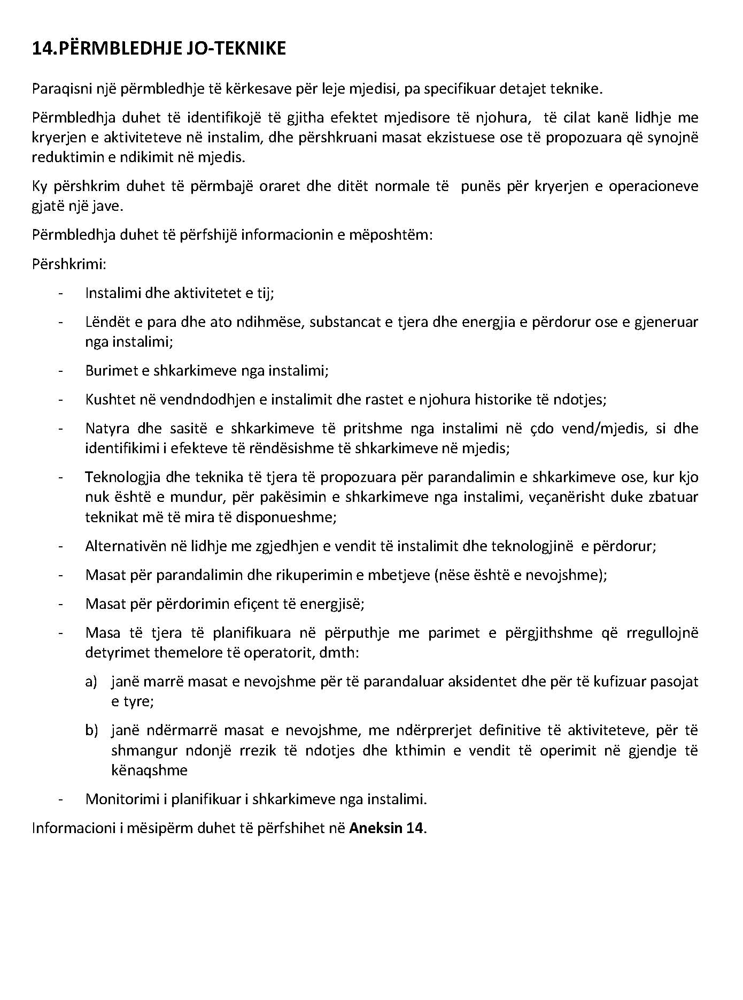 14.PËRMBLEDHJE JO-TEKNIKE
Paraqisni një përmbledhje të kërkesave për leje mjedisi, pa specifikuar detajet teknike.
Përmbledhja duhet të identifikojë të gjitha efektet mjedisore të njohura, të cilat kanë lidhje me
kryerjen e aktiviteteve në instalim, dhe përshkruani masat ekzistuese ose të propozuara që synojnë
reduktimin e ndikimit në mjedis.
Ky përshkrim duhet të përmbajë oraret dhe ditët normale të punës për kryerjen e operacioneve
gjatë një jave.
Përmbledhja duhet të përfshijë informacionin e mëposhtëm:
Përshkrimi:
- Instalimi dhe aktivitetet e tij;
- Lëndët e para dhe ato ndihmëse, substancat e tjera dhe energjia e përdorur ose e gjeneruar
nga instalimi;
- Burimet e shkarkimeve nga instalimi;
- Kushtet në vendndodhjen e instalimit dhe rastet e njohura historike të ndotjes;
- Natyra dhe sasitë e shkarkimeve të pritshme nga instalimi në çdo vend/mjedis, si dhe
identifikimi i efekteve të rëndësishme të shkarkimeve në mjedis;
- Teknologjia dhe teknika të tjera të propozuara për parandalimin e shkarkimeve ose, kur kjo
nuk është e mundur, për pakësimin e shkarkimeve nga instalimi, veçanërisht duke zbatuar
teknikat më të mira të disponueshme;
- Alternativën në lidhje me zgjedhjen e vendit të instalimit dhe teknologjinë e përdorur;
- Masat për parandalimin dhe rikuperimin e mbetjeve (nëse është e nevojshme);
- Masat për përdorimin efiçent të energjisë;
- Masa të tjera të planifikuara në përputhje me parimet e përgjithshme që rregullojnë
detyrimet themelore të operatorit, dmth:
a) janë marrë masat e nevojshme për të parandaluar aksidentet dhe për të kufizuar pasojat
e tyre;
b) janë ndërmarrë masat e nevojshme, me ndërprerjet definitive të aktiviteteve, për të
shmangur ndonjë rrezik të ndotjes dhe kthimin e vendit të operimit në gjendje të
kënaqshme
- Monitorimi i planifikuar i shkarkimeve nga instalimi.
Informacioni i mësipërm duhet të përfshihet në Aneksin 14.